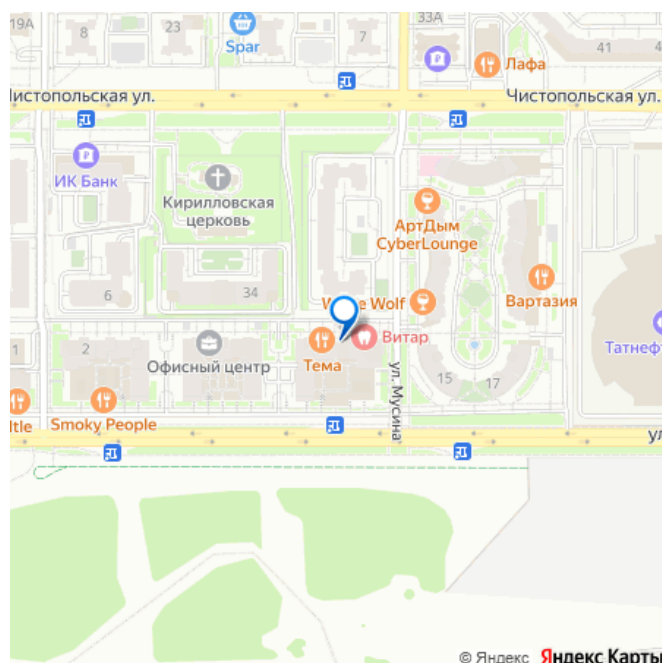 19А
8
23
Spar
7
33А
Лафа
41
Чистопольская ул.
Чистопольская ул.
ИК Банк
Кирилловская
церковь
АртДым
CyberLounge
Вартазия
6
34
Wolf
Татнефт
1
2
Офисный центр
Тема
Витар
ул. Мусина
15
17
ltle
Smoky People
ул
© Яндекс Яндекс Карты